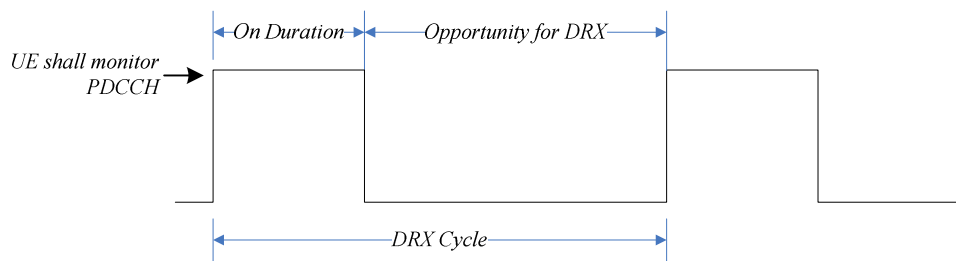 On Duration
Opportunity for DRX
UE shall monitor
PDCCH
DRX Cycle